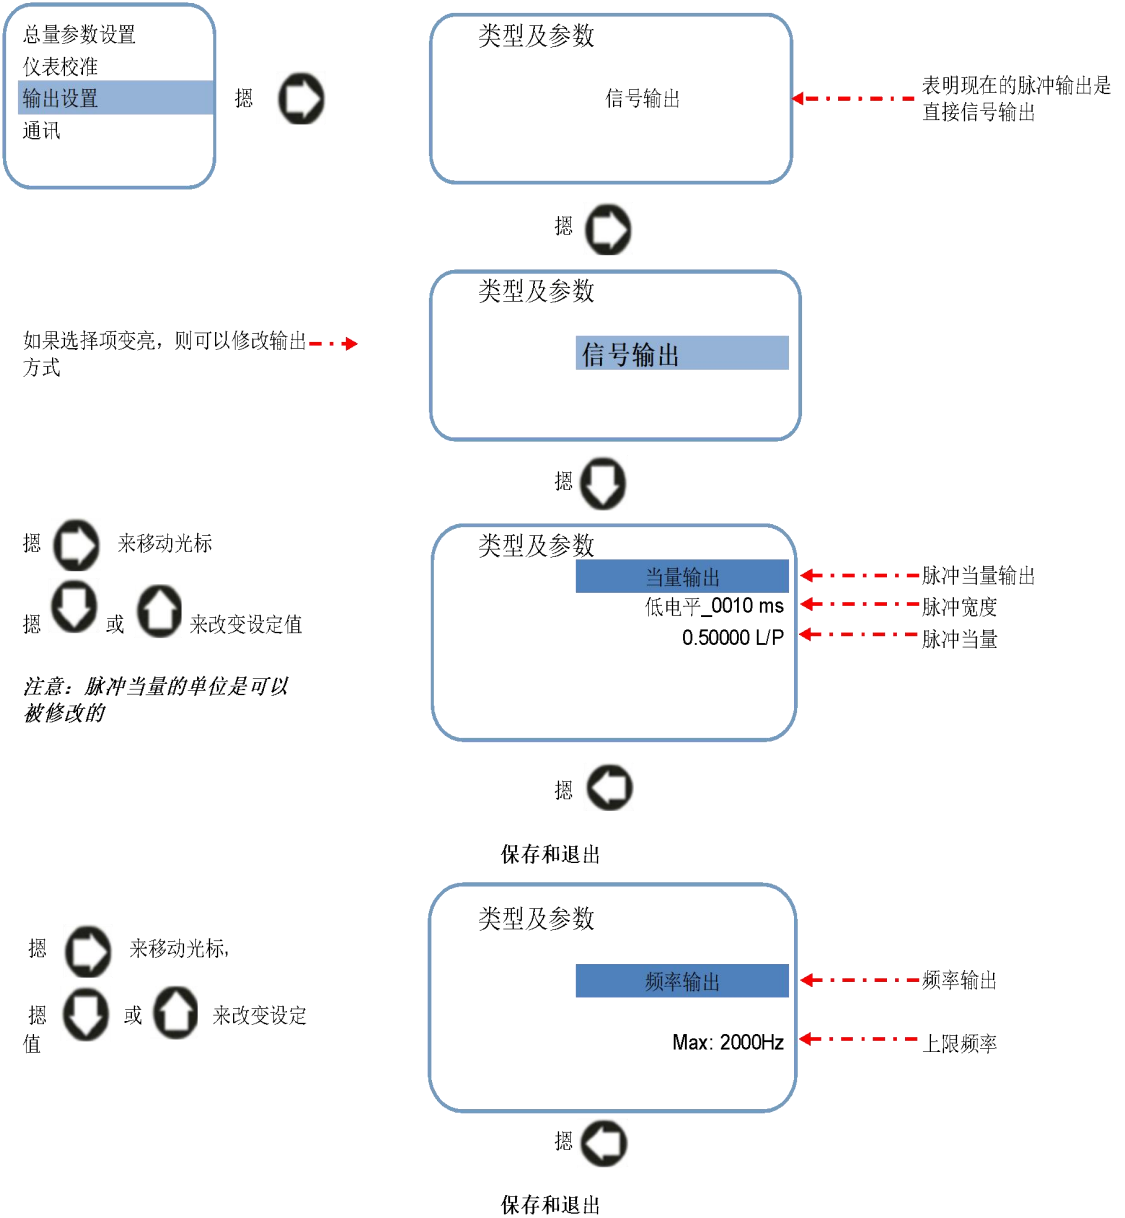 总量参数设置
仪表校准
输出设置
通讯
摁
类型及参数
信号输出
表明现在的脉冲输出是
直接信号输出
摁
类型及参数
如果选择项变亮，则可以修改输出
方式
信号输出
摁
摁 来移动光标
摁 或 来改变设定值
注意：脉冲当量的单位是可以
被修改的
类型及参数
当量输出
低电平_0010 ms
0.50000 L/P
脉冲当量输出
脉冲宽度
脉冲当量
摁
保存和退出
摁 来移动光标,
摁 或 来改变设定
值
类型及参数
频率输出
Max: 2000Hz
频率输出
上限频率
摁
保存和退出